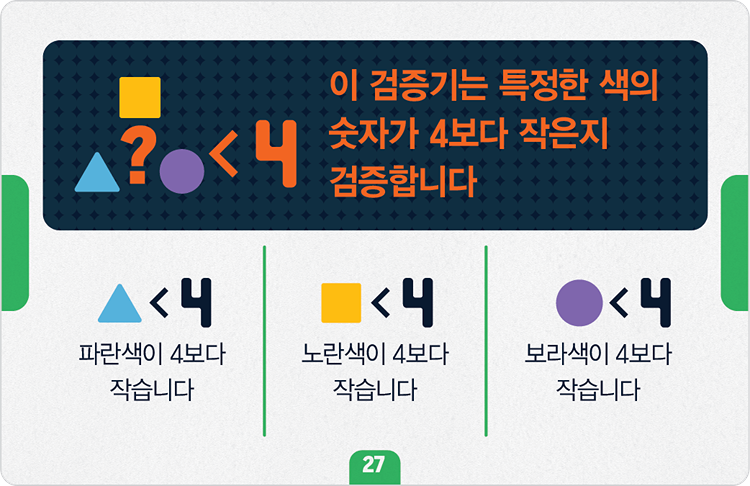 이 검증기는 특정한 색의
숫자가 4보다 작은지
검증합니다
? < 4
< 4
파란색이 4보다
작습니다
< 4
노란색이 4보다
작습니다
< 4
보라색이 4보다
작습니다
27